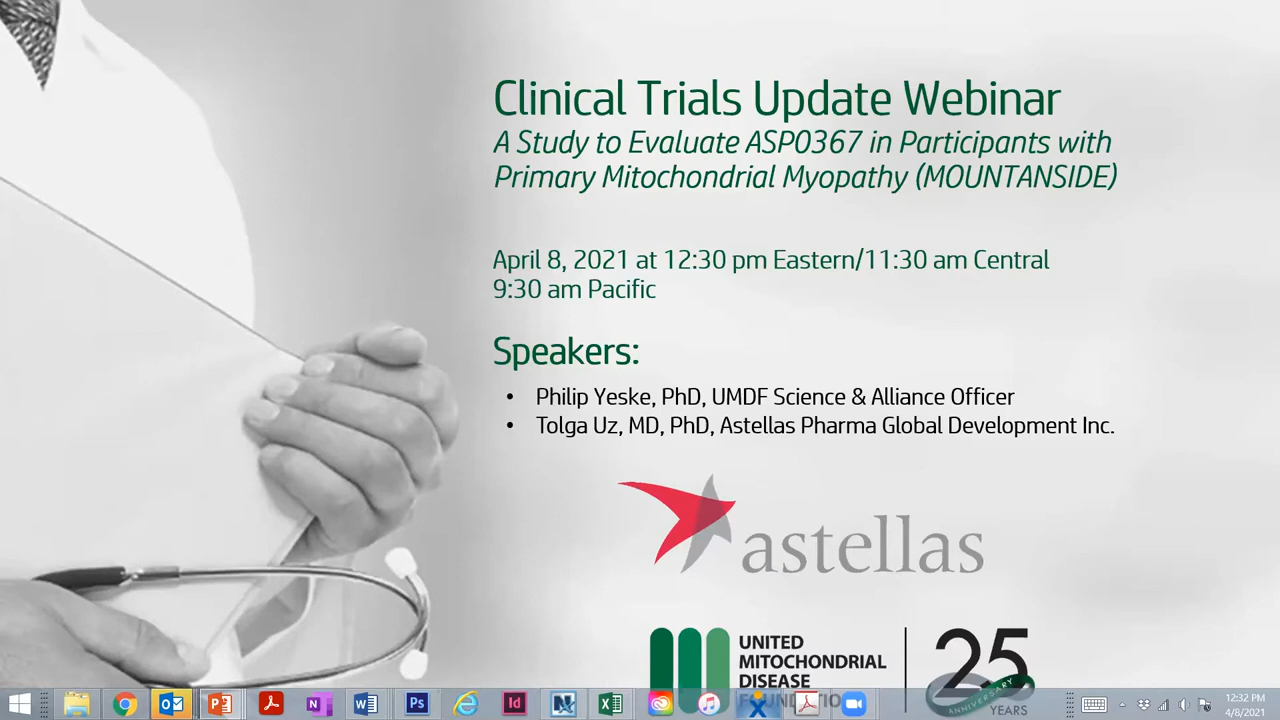 Clinical Trials Update Webinar
A Study to Evaluate ASP0367 in Participants with
Primary Mitochondrial Myopathy (MOUNTANSIDE)
April 8, 2021 at 12:30 pm Eastern/11:30 am Central
9:30 am Pacific
Speakers:
• Philip Yeske, PhD, UMDF Science & Alliance Officer
• Tolga Uz, MD, PhD, Astellas Pharma Global Development Inc.
astellas
UNITED
MITOCHONDRIAL
DISEASE
FOUNDATION
25
ANNIVERSARY
YEARS
12:32 PM
4/8/2021